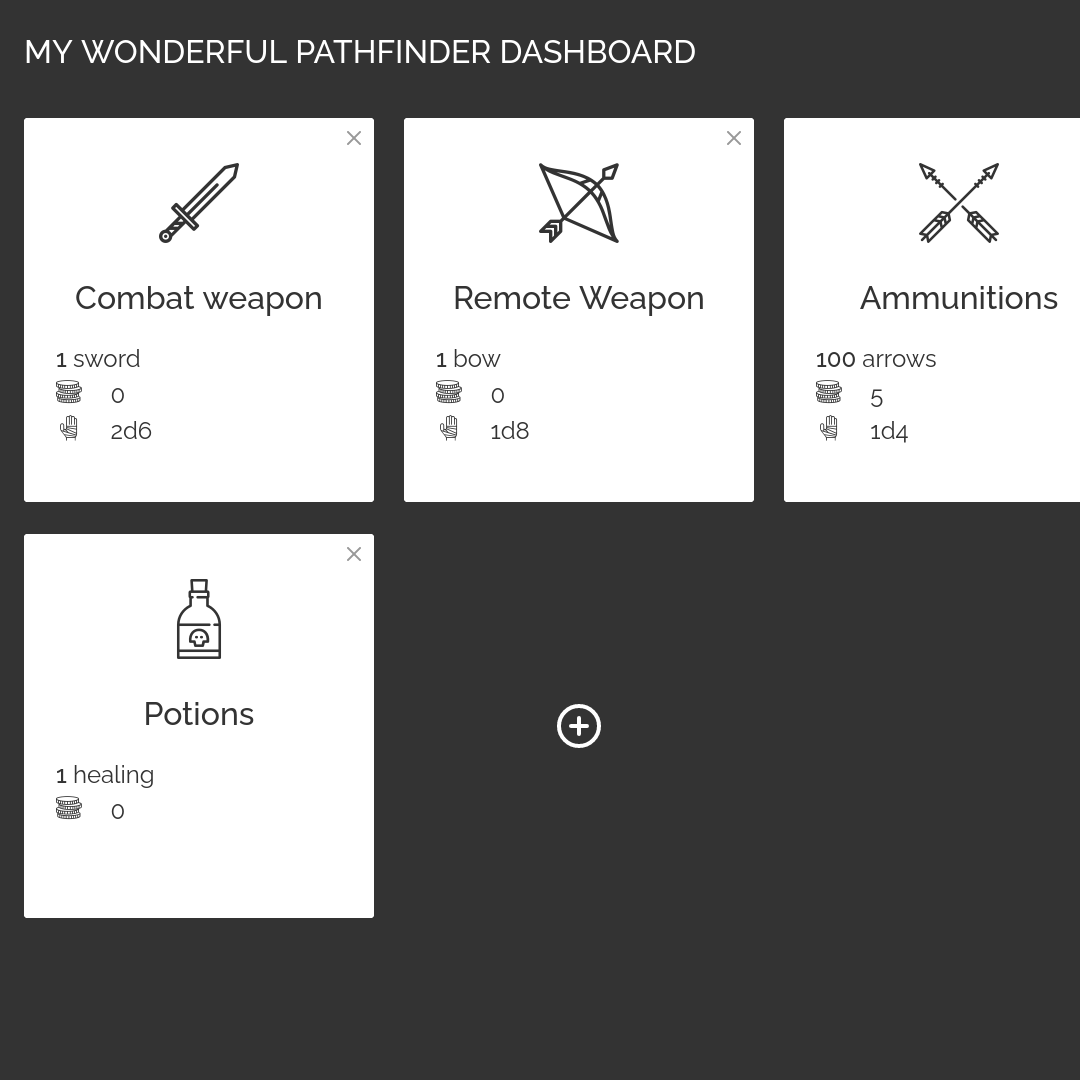 MY WONDERFUL PATHFINDER DASHBOARD
Combat weapon
1 sword
0
2d6
Remote Weapon
1 bow
0
1d8
Ammunitions
100 arrows
5
1d4
Potions
1 healing
0